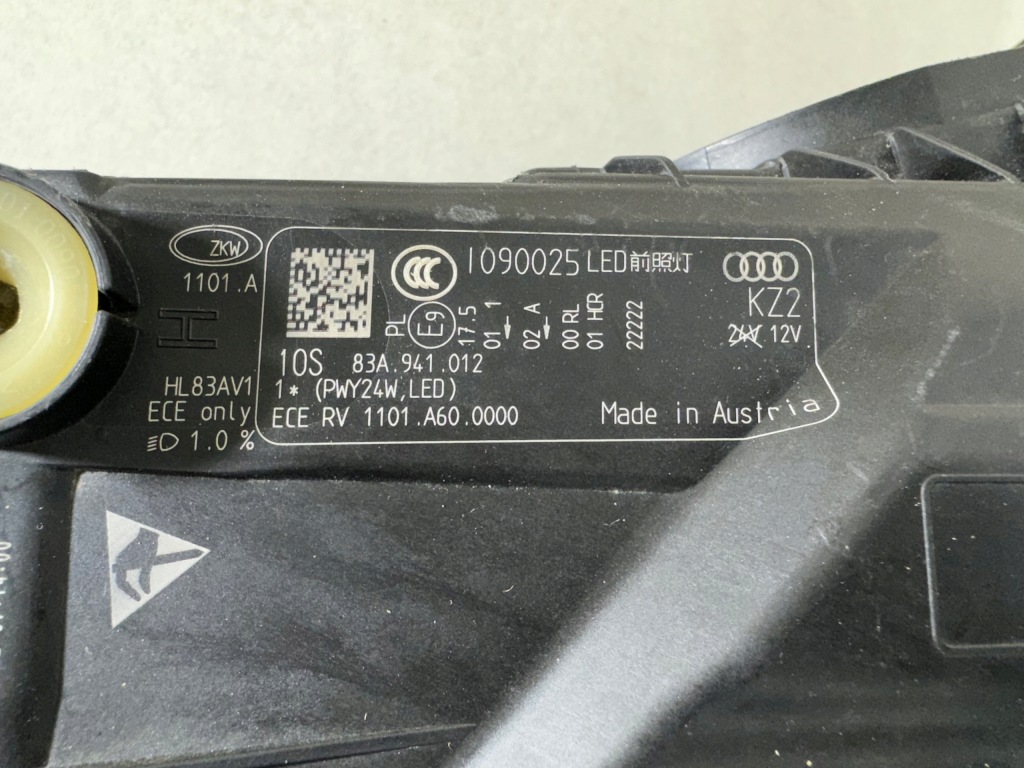 ZKW
1101.A
HL83AV1
ECE only
1.0 %
CCC
I090025 LED前照灯
KZ2
24V 12V
PL
E9
17.5
01 1
02 A
00 RL
01 HCR
22222
10S 83A.941.012
1* (PWY24W,LED)
ECE RV 1101.A60.0000
Made in Austria